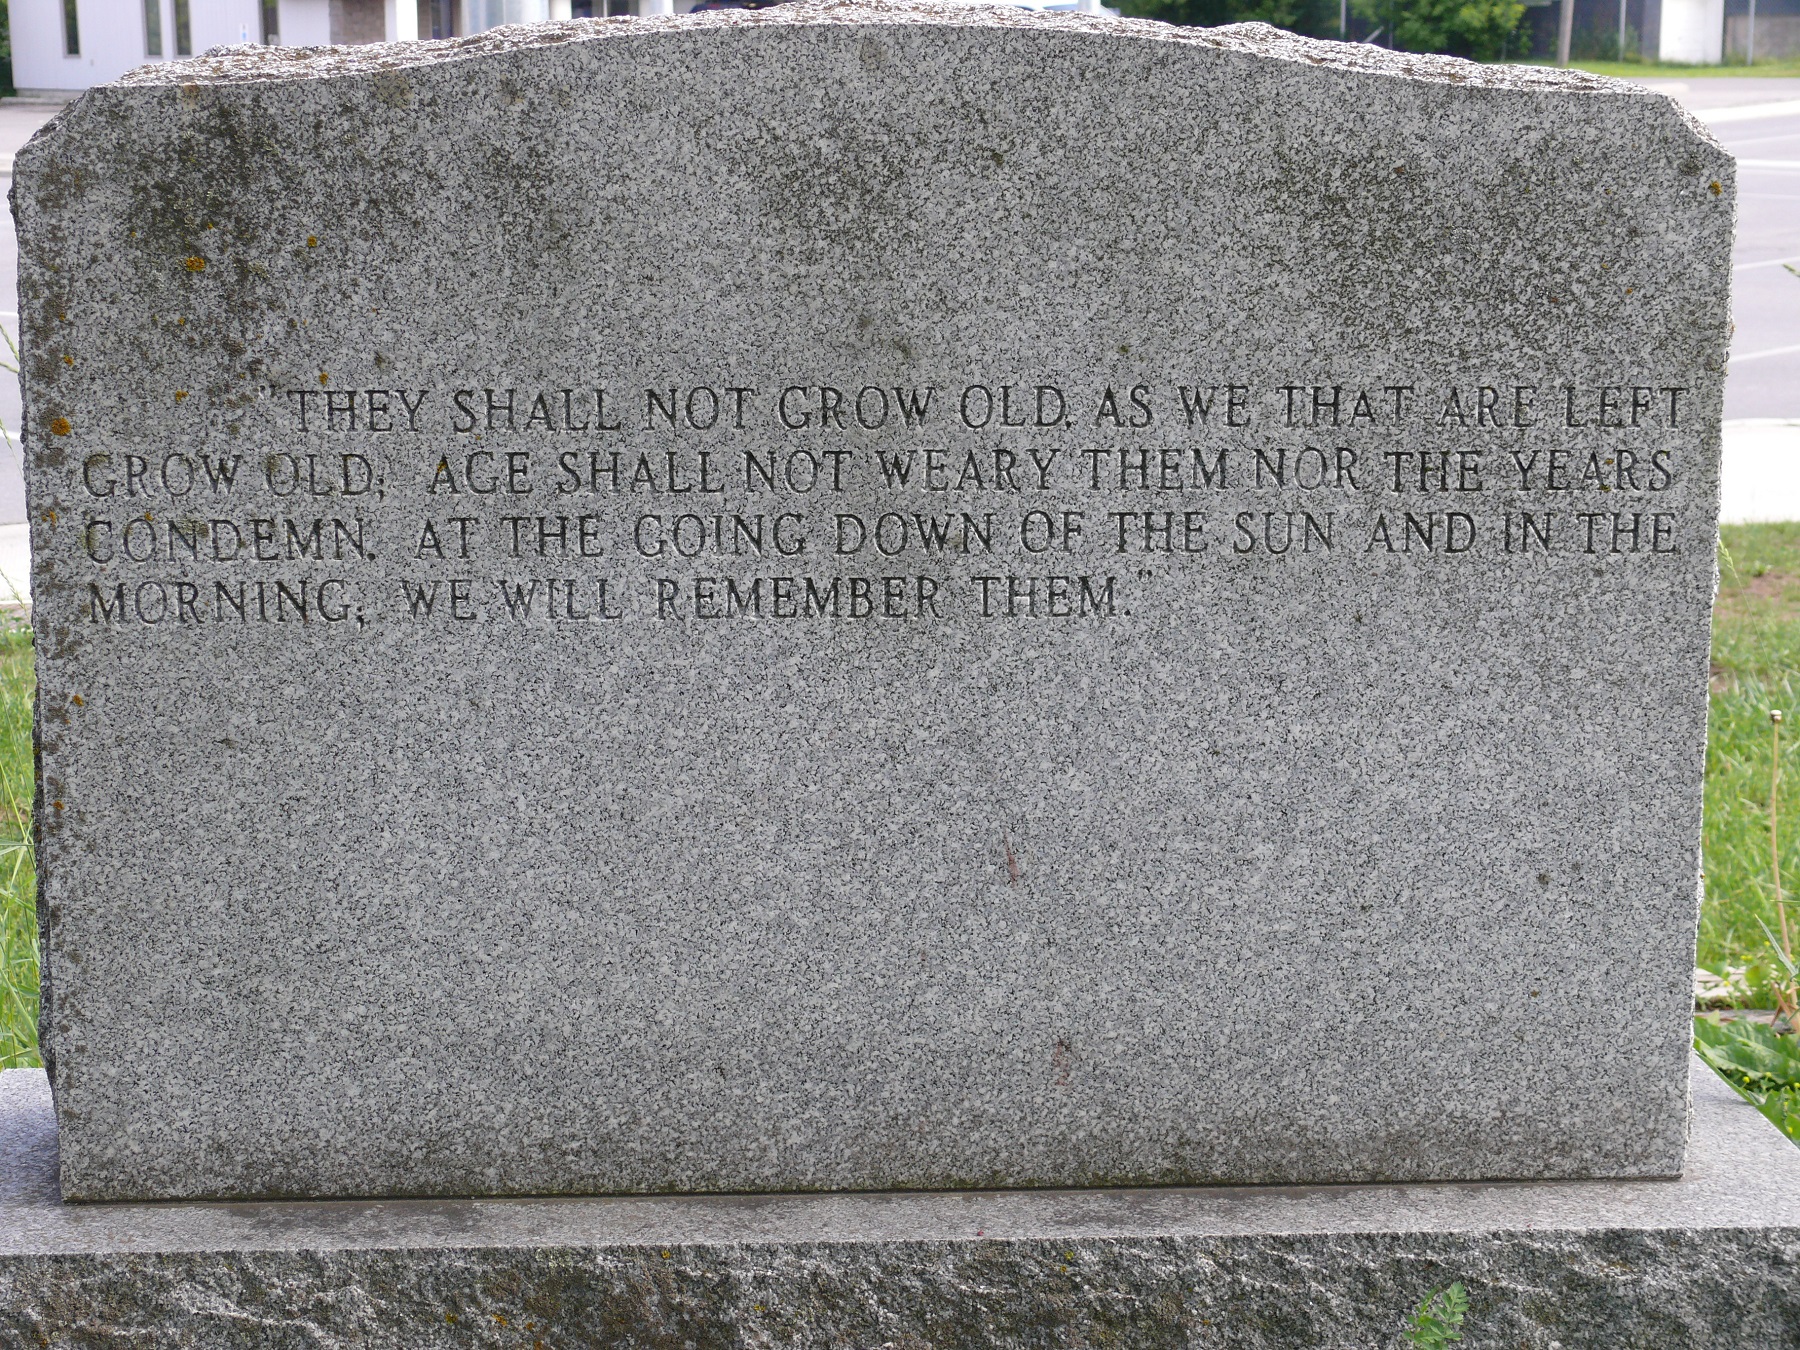 "THEY SHALL NOT GROW OLD, AS WE THAT ARE LEFT
GROW OLD; AGE SHALL NOT WEARY THEM NOR THE YEARS
CONDEMN. AT THE GOING DOWN OF THE SUN AND IN THE
MORNING; WE WILL REMEMBER THEM."